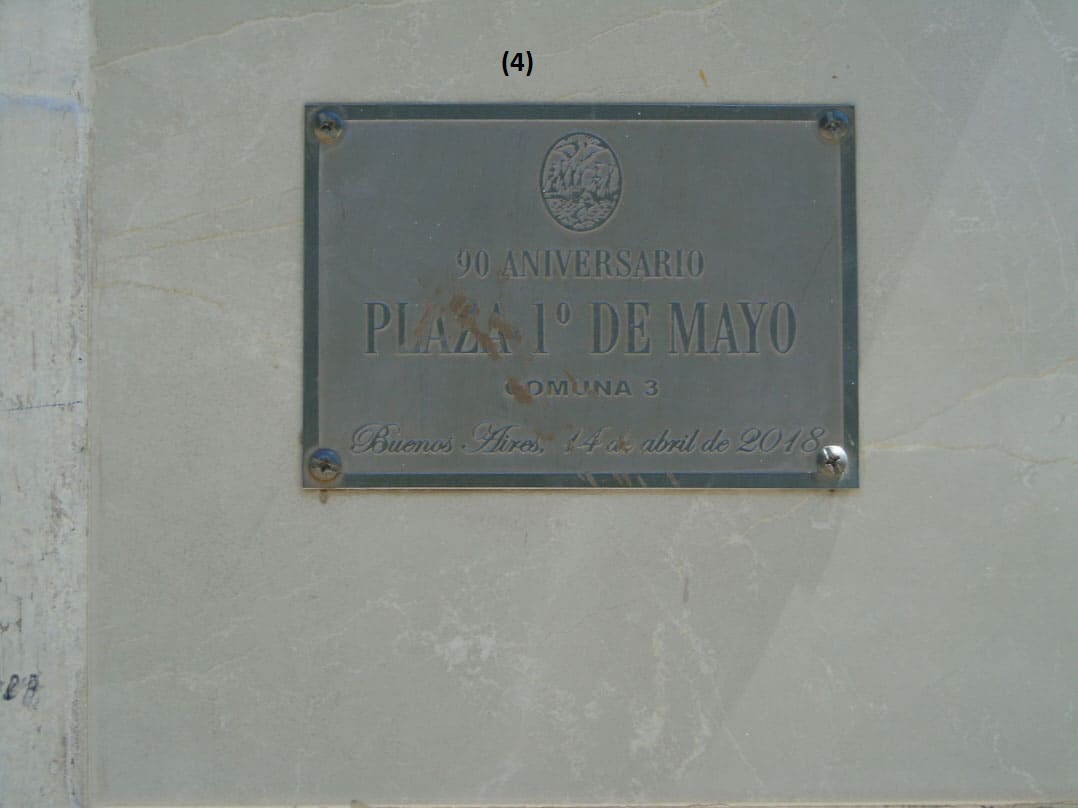 (4)
90 ANIVERSARIO
PLAZA 1º DE MAYO
COMUNA 3
Buenos Aires, 14 de abril de 2018